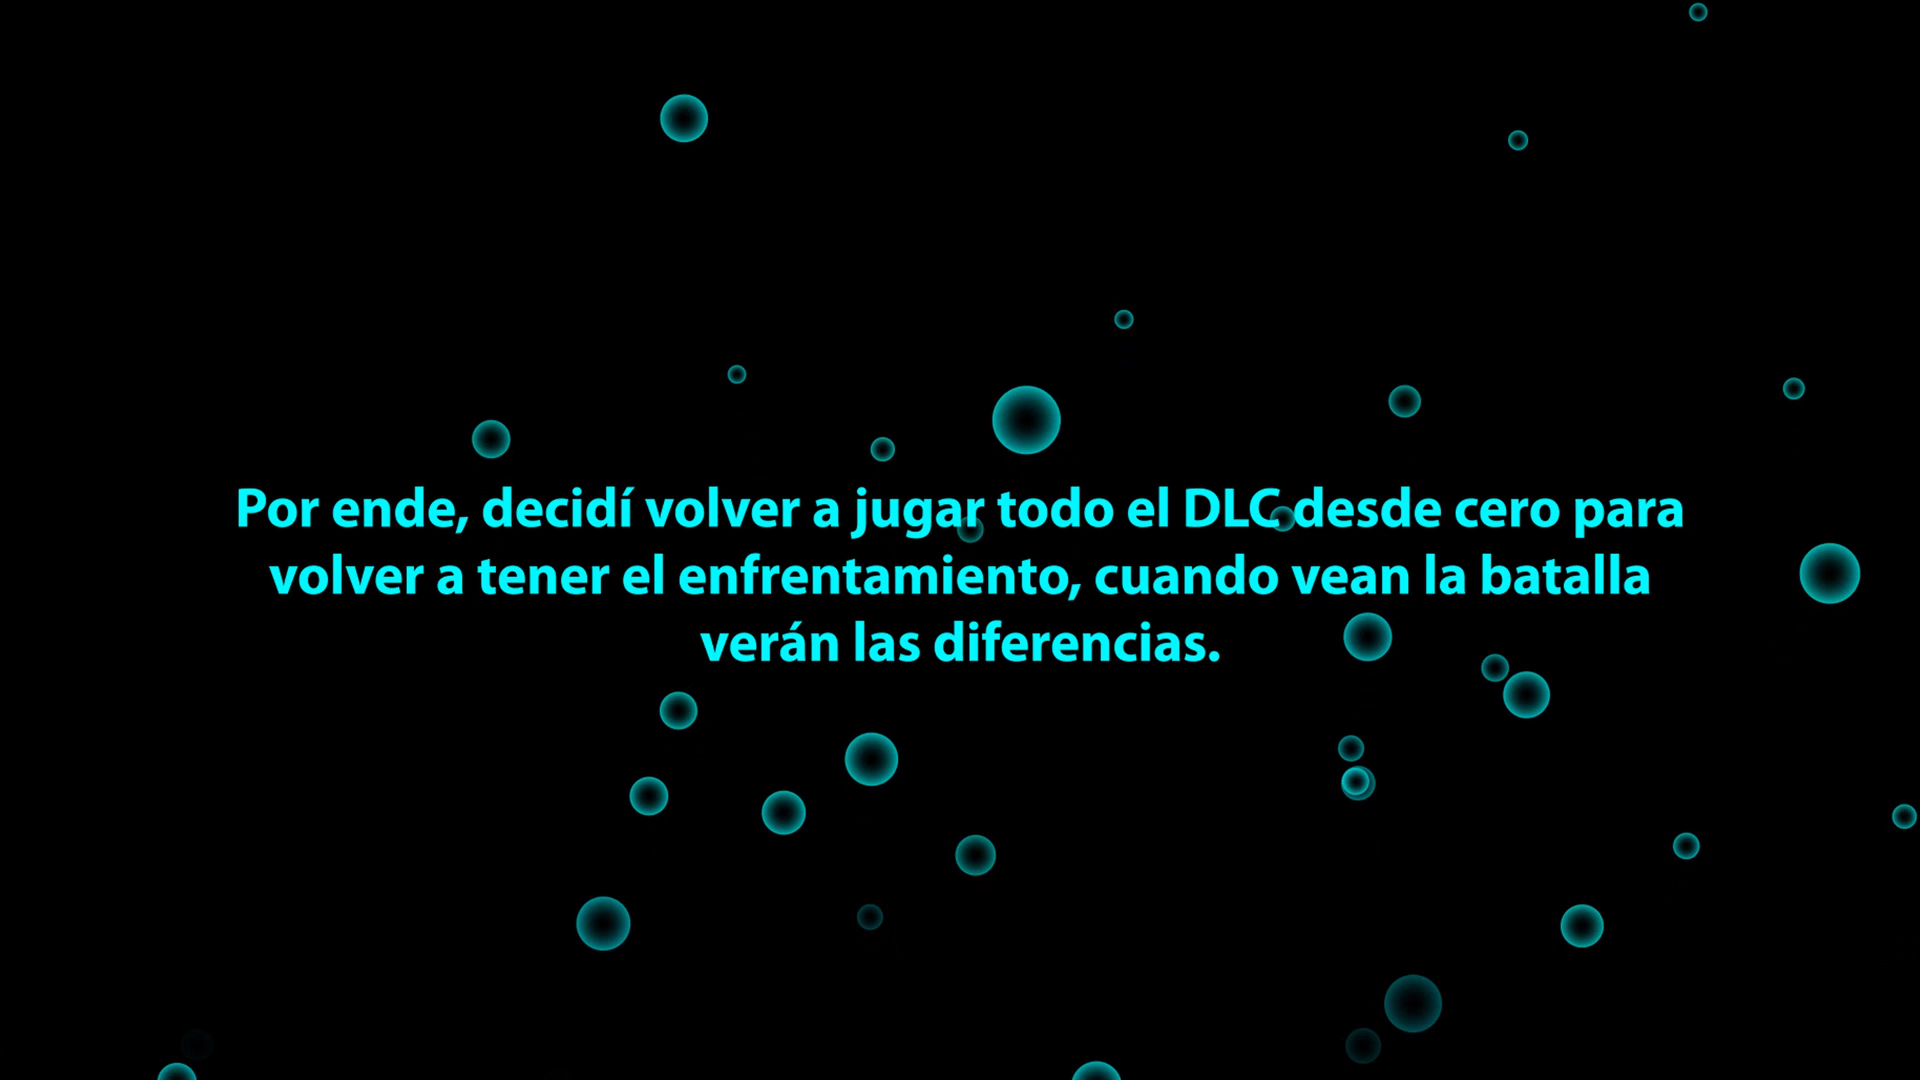 Por ende, decidí volver a jugar todo el DLC desde cero para
volver a tener el enfrentamiento, cuando vean la batalla
verán las diferencias.